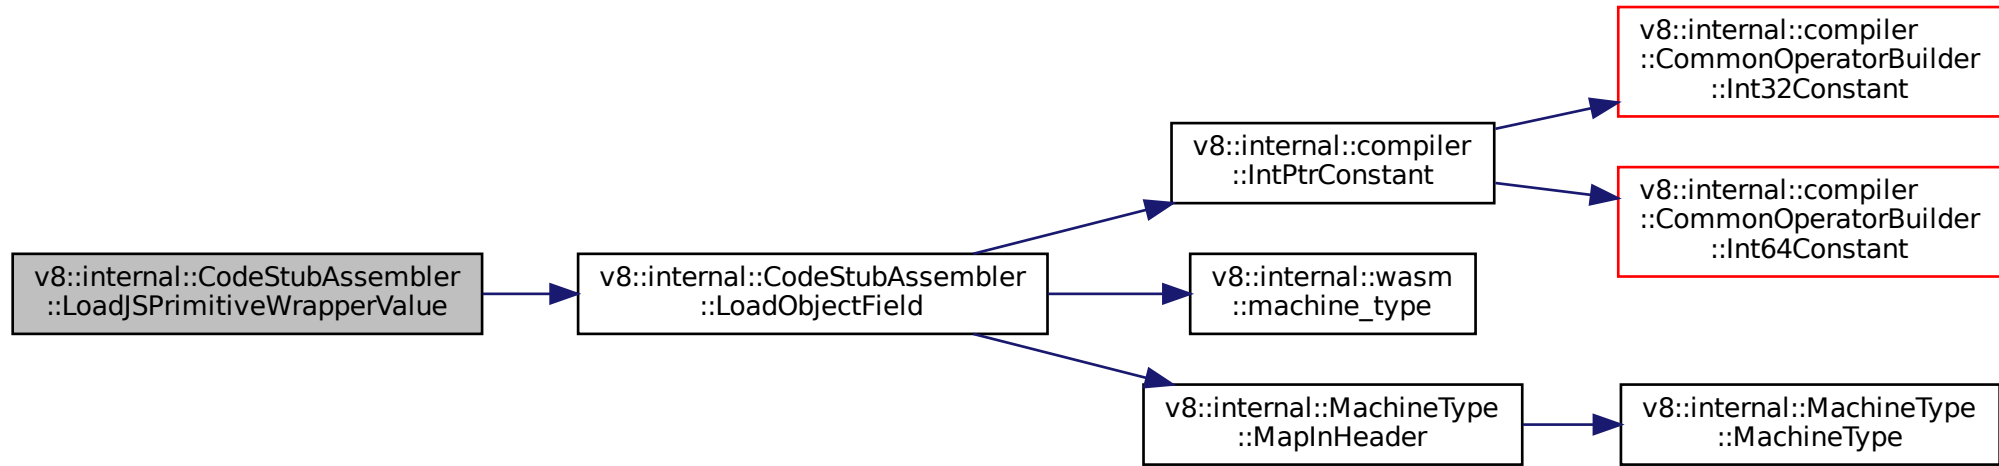 v8::internal::CodeStubAssembler
::LoadJSPrimitiveWrapperValue
v8::internal::CodeStubAssembler
::LoadObjectField
v8::internal::compiler
::IntPtrConstant
v8::internal::compiler
::CommonOperatorBuilder
::Int32Constant
v8::internal::compiler
::CommonOperatorBuilder
::Int64Constant
v8::internal::wasm
::machine_type
v8::internal::MachineType
::MapInHeader
v8::internal::MachineType
::MachineType